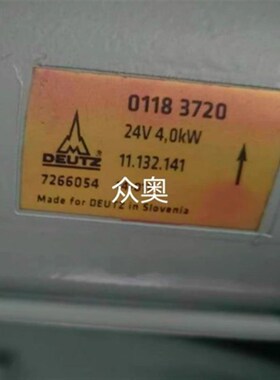 0118 3720
24V 4,0kW
DEUTZ ®
11.132.141
7266054
众奥
Made for DEUTZ in Slovenia